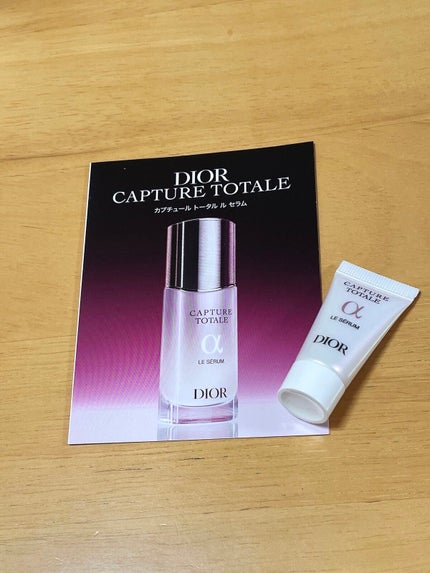 DIOR
CAPTURE TOTALE
カプチュール トータル ル セラム
CAPTURE
TOTALE
α
LE SÉRUM
DIOR
CAPTURE
TOTALE
α
LE SÉRUM
DIOR